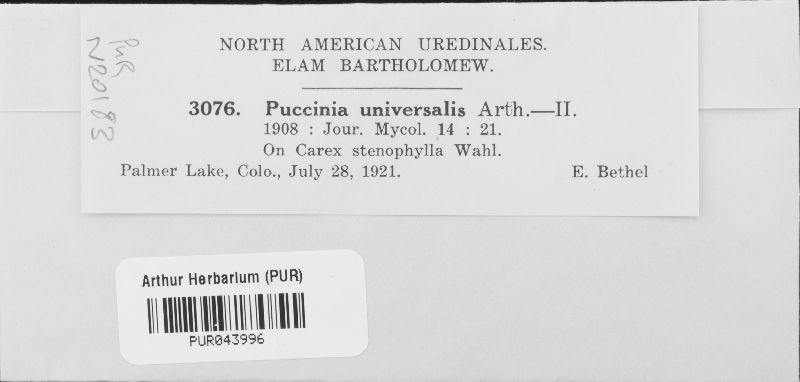 NORTH AMERICAN UREDINALES.
ELAM BARTHOLOMEW.
3076. Puccinia universalis Arth.—II.
1908 : Jour. Mycol. 14 : 21.
On Carex stenophylla Wahl.
Palmer Lake, Colo., July 28, 1921. E. Bethel
PUR
N20183
Arthur Herbarium (PUR)
PUR043996